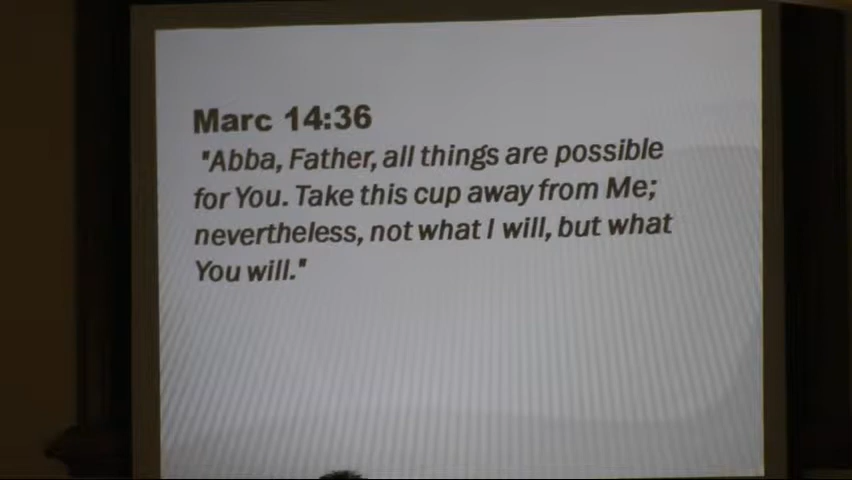 Marc 14:36
"Abba, Father, all things are possible
for You. Take this cup away from Me;
nevertheless, not what I will, but what
You will."